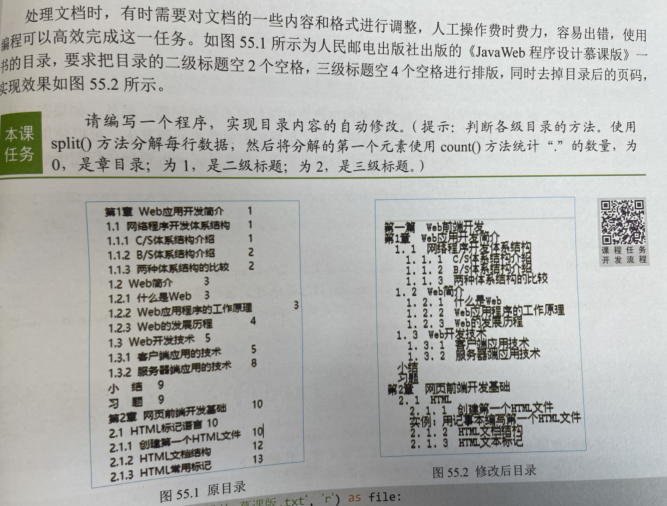 处理文档时，有时需要对文档的一些内容和格式进行调整，人工操作费时费力，容易出错，使用
编程可以高效完成这一任务。如图 55.1 所示为人民邮电出版社出版的《JavaWeb 程序设计慕课版》一
书的目录，要求把目录的二级标题空 2 个空格，三级标题空 4 个空格进行排版，同时去掉目录后的页码，
实现效果如图 55.2 所示。
本课
任务
请编写一个程序，实现目录内容的自动修改。（提示：判断各级目录的方法。使用
split() 方法分解每行数据，然后将分解的第一个元素使用 count() 方法统计“.”的数量，为
0，是章目录；为 1，是二级标题；为 2，是三级标题。）
第1章 Web应用开发简介 1
1.1 网络程序开发体系结构 1
1.1.1 C/S体系结构介绍 1
1.1.2 B/S体系结构介绍 2
1.1.3 两种体系结构的比较 2
1.2 Web简介 3
1.2.1 什么是Web 3
1.2.2 Web应用程序的工作原理 3
1.2.3 Web的发展历程 4
1.3 Web开发技术 5
1.3.1 客户端应用的技术 5
1.3.2 服务器端应用的技术 8
小 结 9
习 题 9
第2章 网页前端开发基础 10
2.1 HTML标记语言 10
2.1.1 创建第一个HTML文件 10
2.1.2 HTML文档结构 12
2.1.3 HTML常用标记 13
图 55.1 原目录
第一篇 Web前端开发
第1章 Web应用开发简介
1.1 网络程序开发体系结构
1.1.1 C/S体系结构介绍
1.1.2 B/S体系结构介绍
1.1.3 两种体系结构的比较
1.2 Web简介
1.2.1 什么是Web
1.2.2 Web应用程序的工作原理
1.2.3 Web的发展历程
1.3 Web开发技术
1.3.1 客户端应用技术
1.3.2 服务器端应用技术
小结
习题
第2章 网页前端开发基础
2.1 HTML
2.1.1 创建第一个HTML文件
实例：用记事本编写第一个HTML文件
2.1.2 HTML文档结构
2.1.3 HTML文本标记
图 55.2 修改后目录
课程任务
开发流程
慕课版.txt', 'r') as file: